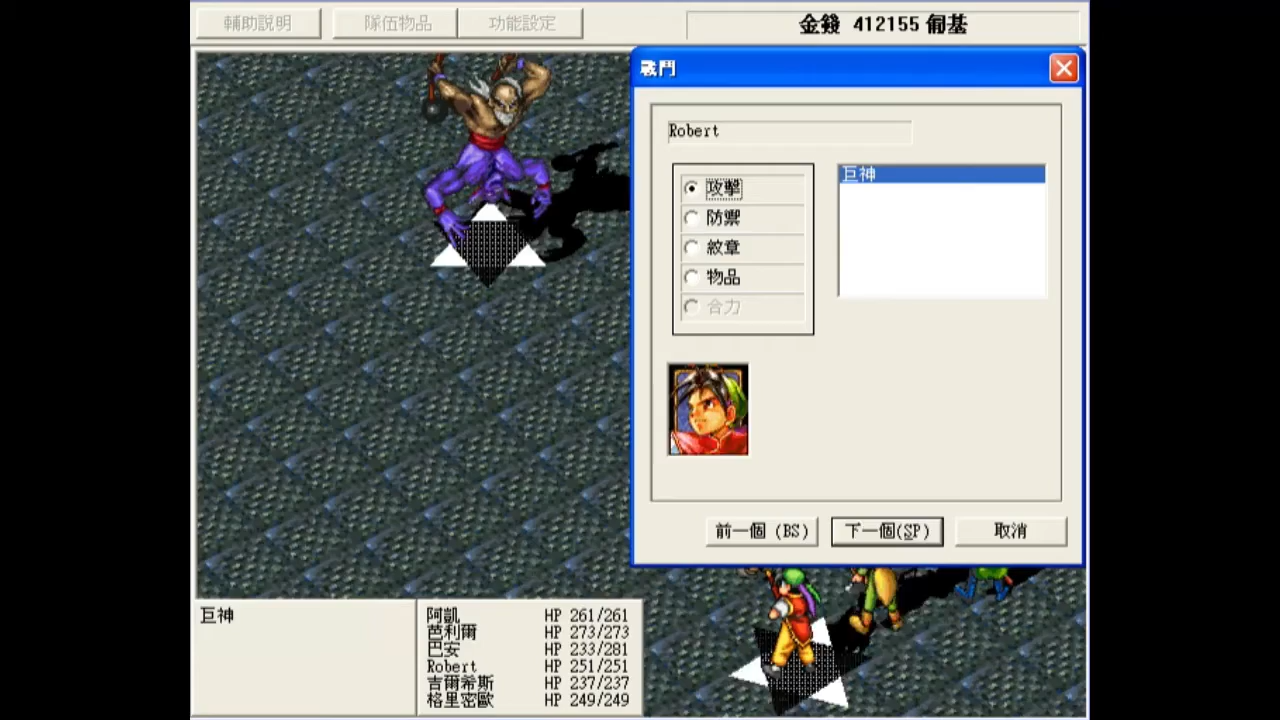 輔助說明 隊伍物品 功能設定 金錢 412155 葡基
戰鬥
Robert
攻擊
防禦
紋章
物品
合力
巨神
前一個 (BS) 下一個(SP) 取消
巨神
阿凱 HP 261/261
芭利爾 HP 273/273
巴安 HP 233/281
Robert HP 251/251
吉爾希斯 HP 237/237
格里密歐 HP 249/249